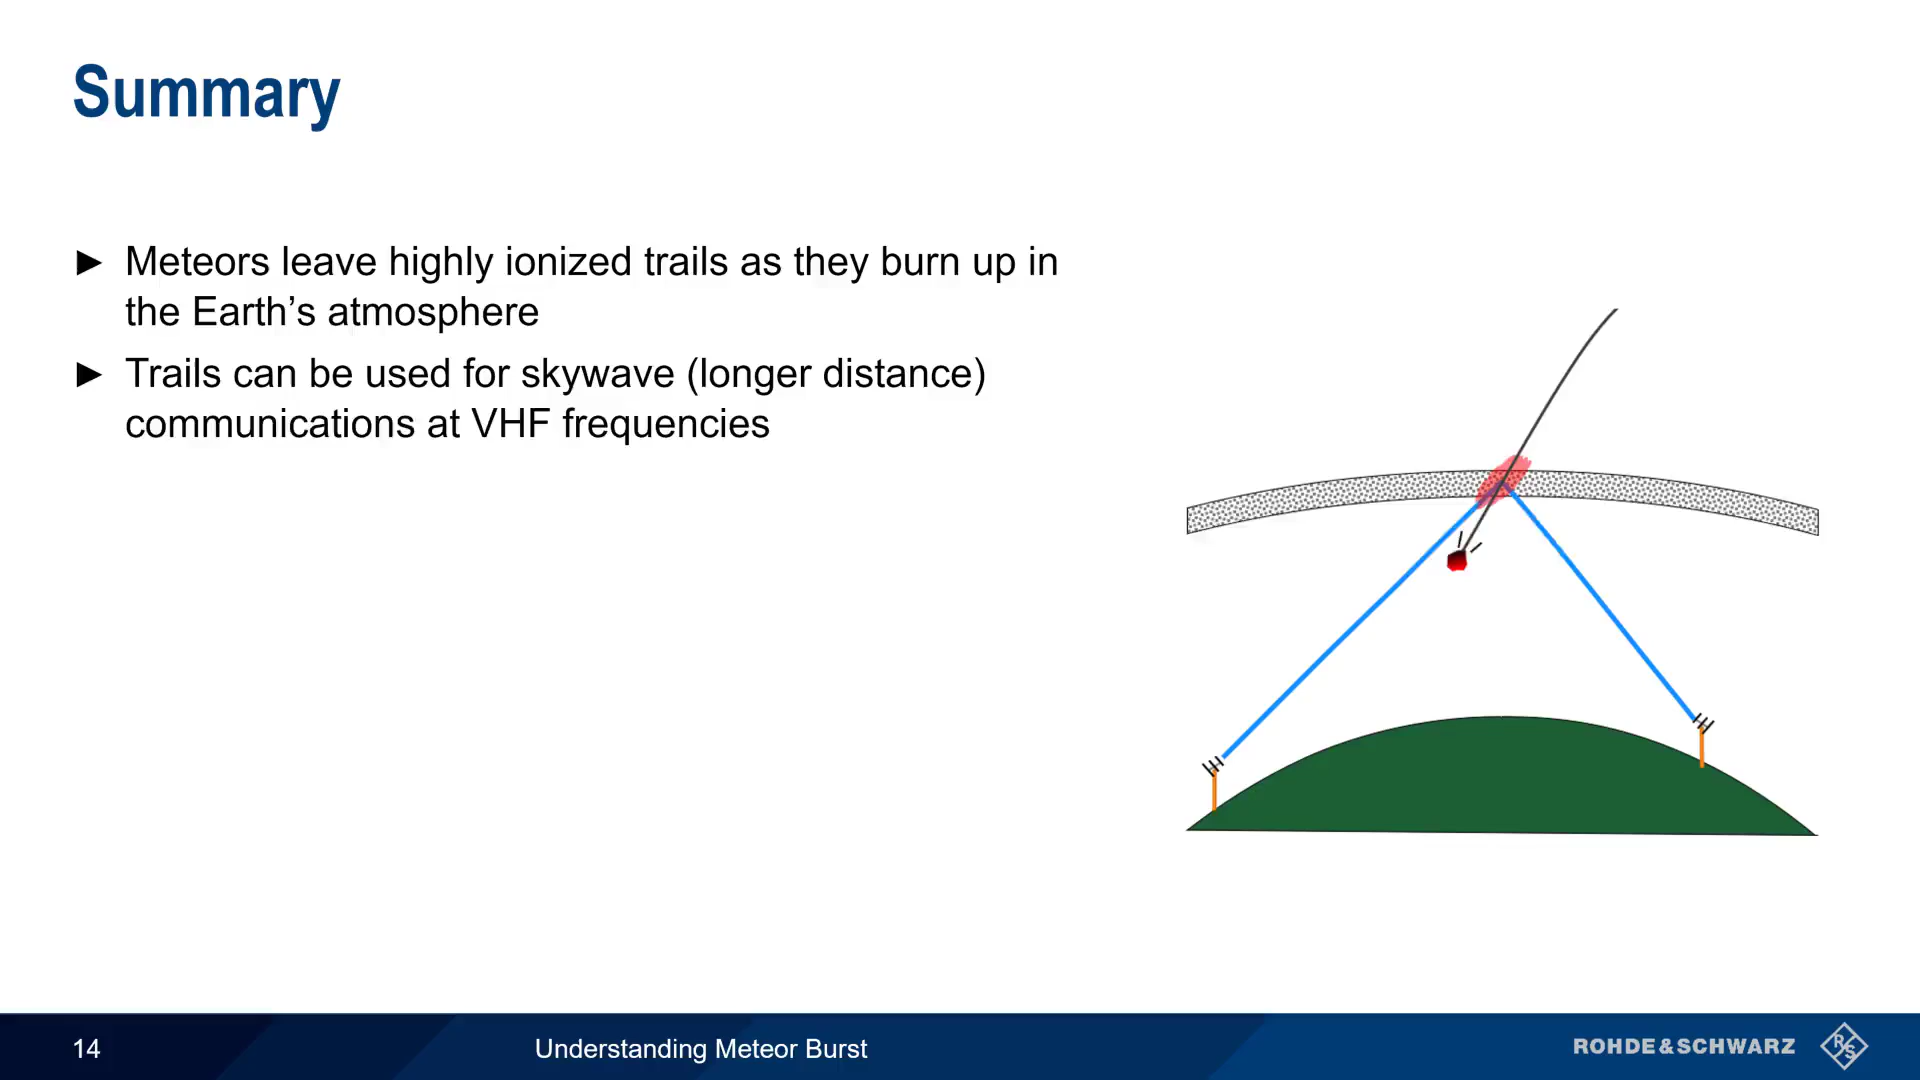 Summary
► Meteors leave highly ionized trails as they burn up in
the Earth’s atmosphere
► Trails can be used for skywave (longer distance)
communications at VHF frequencies
14
Understanding Meteor Burst
ROHDE&SCHWARZ
R
S